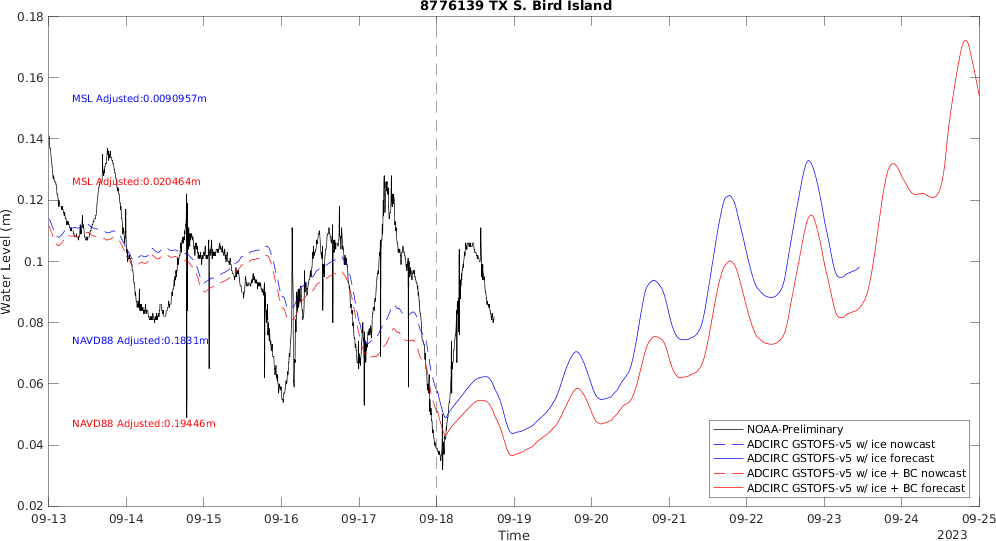 8776139 TX S. Bird Island
0.18
0.16
0.14
0.12
0.1
0.08
0.06
0.04
0.02
Water Level (m)
MSL Adjusted:0.0090957m
MSL Adjusted:0.020464m
NAVD88 Adjusted:0.1831m
NAVD88 Adjusted:0.19446m
NOAA-Preliminary
ADCIRC GSTOFS-v5 w/ ice nowcast
ADCIRC GSTOFS-v5 w/ ice forecast
ADCIRC GSTOFS-v5 w/ ice + BC nowcast
ADCIRC GSTOFS-v5 w/ ice + BC forecast
09-13 09-14 09-15 09-16 09-17 09-18 09-19 09-20 09-21 09-22 09-23 09-24 09-25
Time
2023